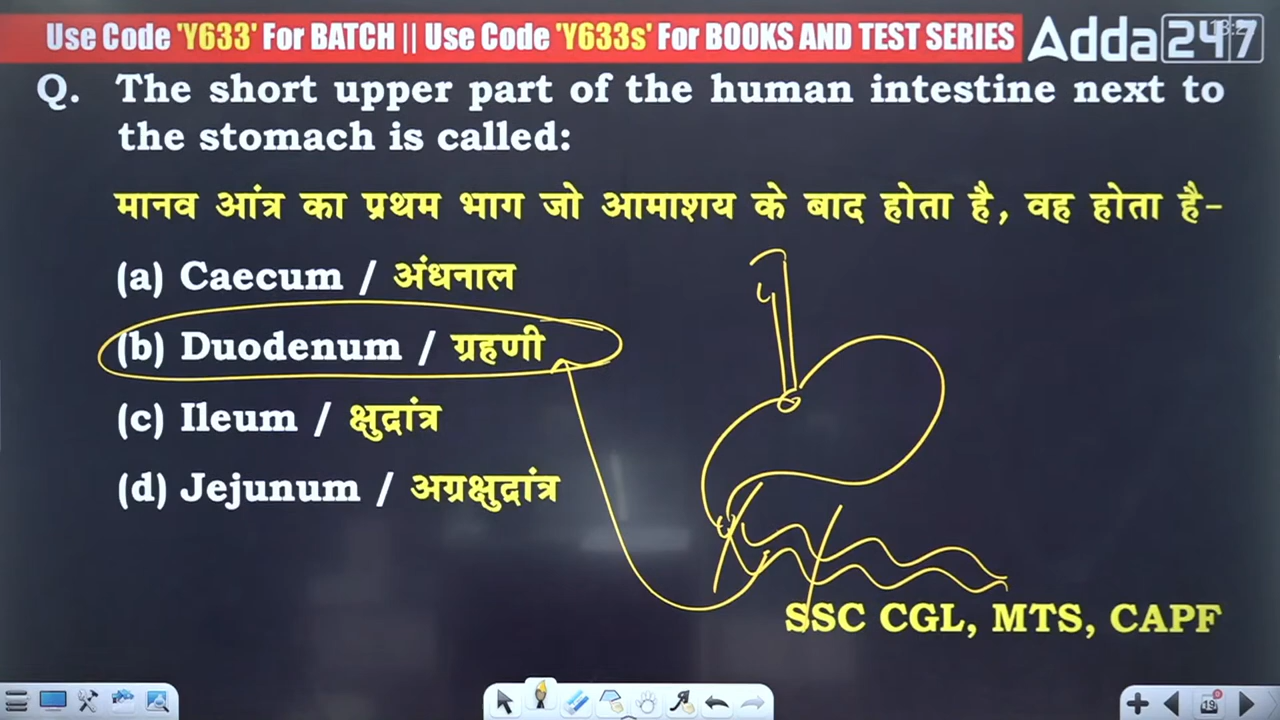 Use Code 'Y633' For BATCH || Use Code 'Y633s' For BOOKS AND TEST SERIES
Adda247
Q. The short upper part of the human intestine next to
the stomach is called:
मानव आंत्र का प्रथम भाग जो आमाशय के बाद होता है, वह होता है-
(a) Caecum / अंधनाल
(b) Duodenum / ग्रहणी
(c) Ileum / क्षुद्रांत्र
(d) Jejunum / अग्रक्षुद्रांत्र
SSC CGL, MTS, CAPF
19